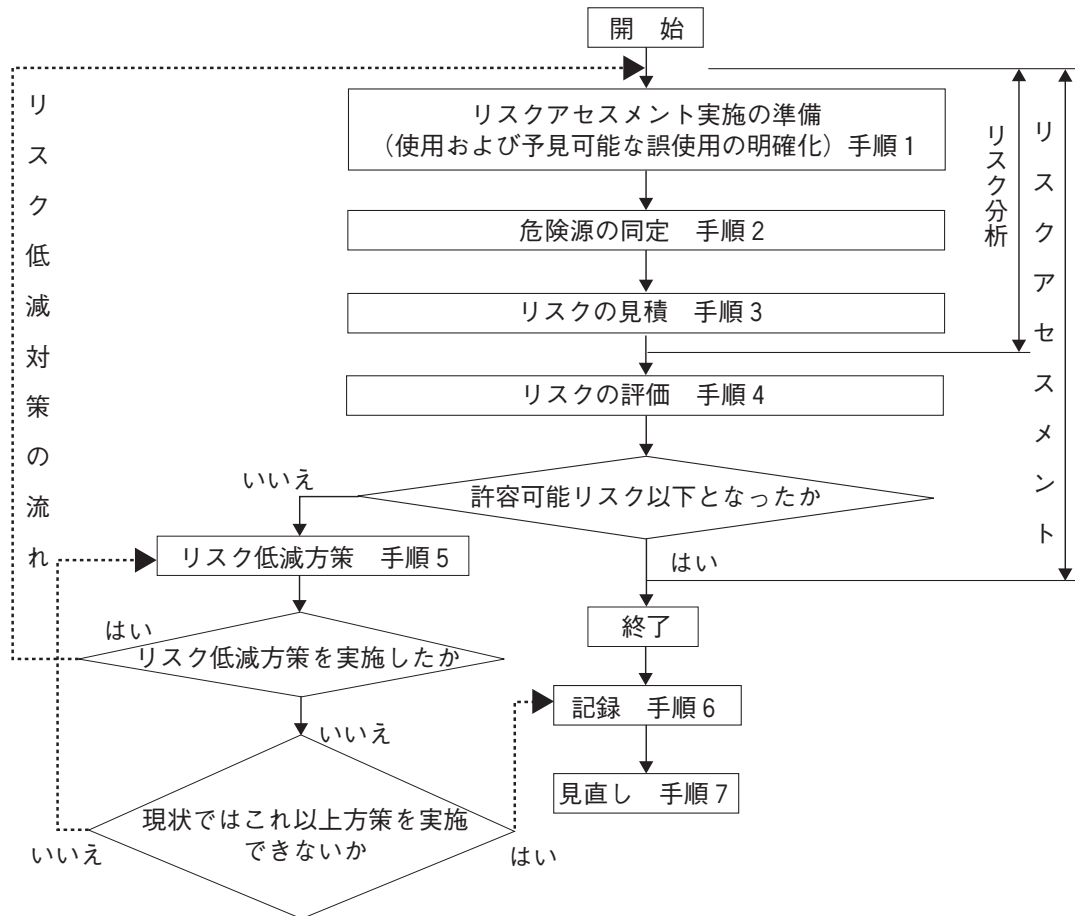 開　始
リスクアセスメント実施の準備
（使用および予見可能な誤使用の明確化）手順1
危険源の同定　手順2
リスクの見積　手順3
リスクの評価　手順4
許容可能リスク以下となったか
いいえ
はい
リスク低減方策　手順5
はい
リスク低減方策を実施したか
いいえ
現状ではこれ以上方策を実施
できないか
いいえ
はい
終了
記録　手順6
見直し　手順7
リスク低減対策の流れ
リスク分析
リスクアセスメント